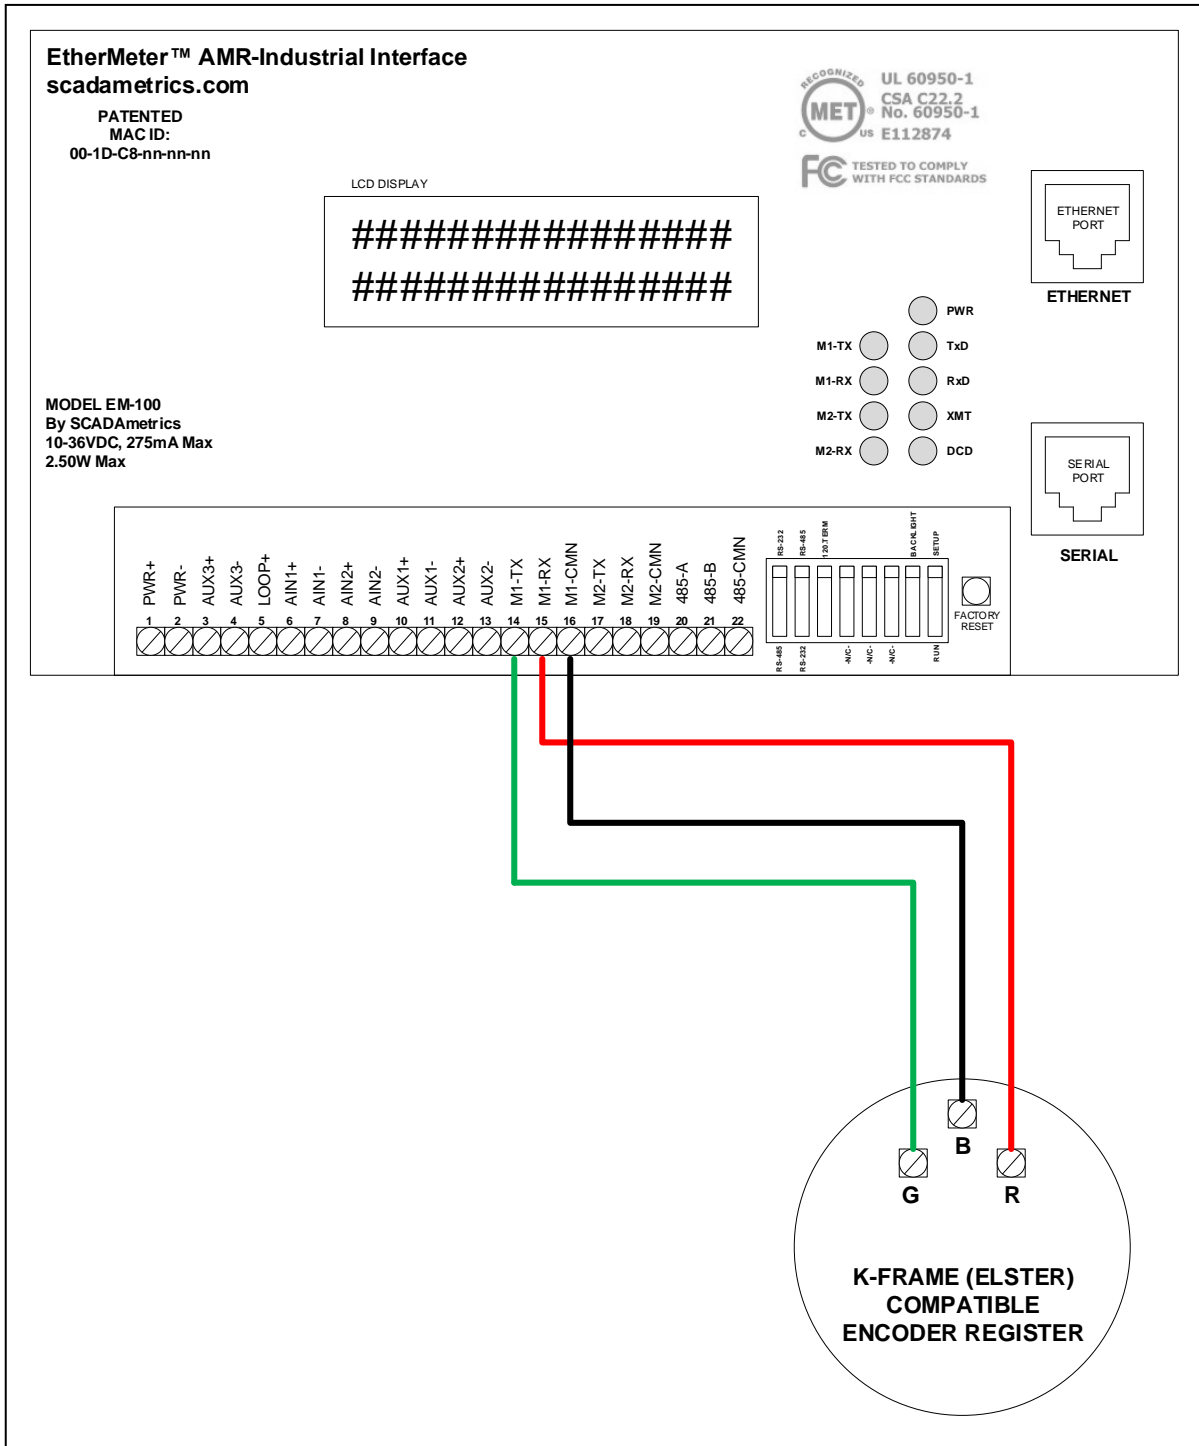 EtherMeter™ AMR-Industrial Interface
scadametrics.com
PATENTED
MAC ID:
00-1D-C8-nn-nn-nn
RECOGNIZED
MET
®
C
US
UL 60950-1
CSA C22.2
No. 60950-1
E112874
FC
TESTED TO COMPLY
WITH FCC STANDARDS
LCD DISPLAY
################
################
ETHERNET
PORT
ETHERNET
PWR
M1-TX
TxD
M1-RX
RxD
M2-TX
XMT
M2-RX
DCD
MODEL EM-100
By SCADAmetrics
10-36VDC, 275mA Max
2.50W Max
SERIAL
PORT
SERIAL
PWR+
PWR-
AUX3+
AUX3-
LOOP+
AIN1+
AIN1-
AIN2+
AIN2-
AUX1+
AUX1-
AUX2+
AUX2-
M1-TX
M1-RX
M1-CMN
M2-TX
M2-RX
M2-CMN
485-A
485-B
485-CMN
1 2 3 4 5 6 7 8 9 10 11 12 13 14 15 16 17 18 19 20 21 22
RS-232
RS-485
120.TERM
BACKLIGHT
SETUP
RS-485
RS-232
-N/C-
-N/C-
-N/C-
RUN
FACTORY
RESET
B
G
R
K-FRAME (ELSTER)
COMPATIBLE
ENCODER REGISTER